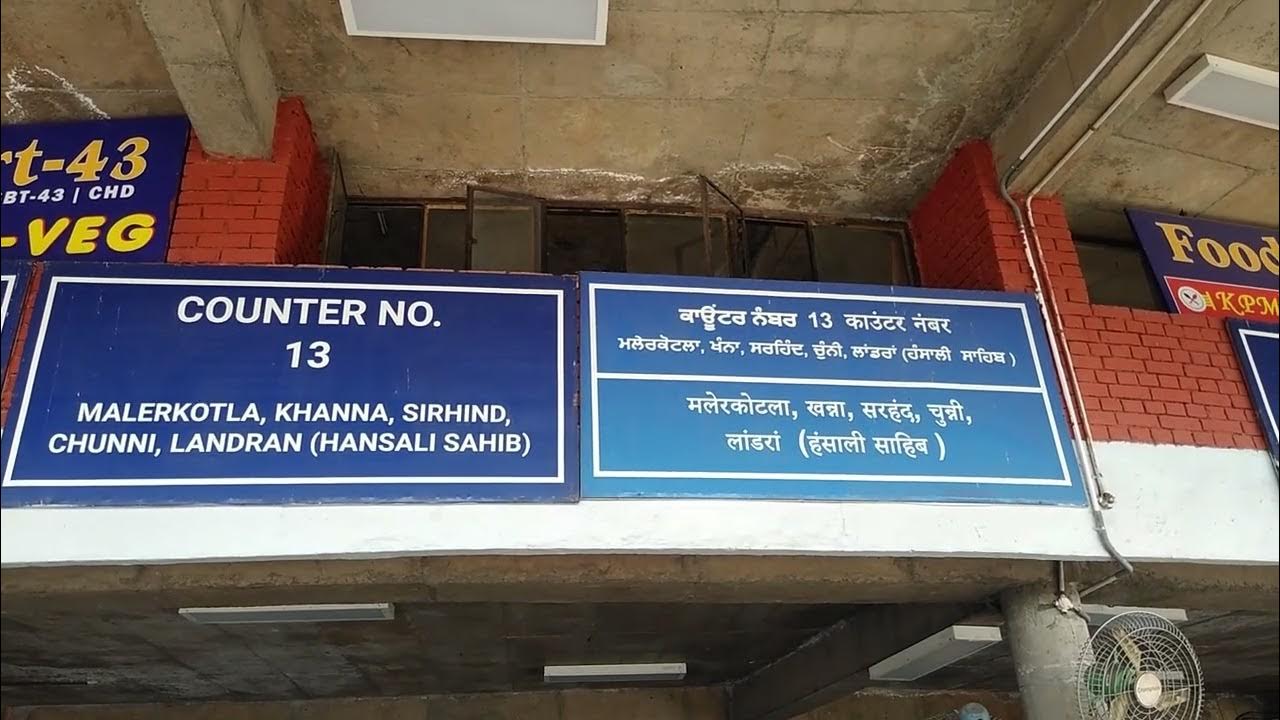 rt-43
BT-43 | CHD
-VEG
COUNTER NO.
13
MALERKOTLA, KHANNA, SIRHIND,
CHUNNI, LANDRAN (HANSALI SAHIB)
ਕਾਊਂਟਰ ਨੰਬਰ 13 काउंटर नंबर
ਮਲੇਰਕੋਟਲਾ, ਖੰਨਾ, ਸਰਹਿੰਦ, ਚੁੰਨੀ, ਲਾਂਡਰਾਂ (ਹੰਸਾਲੀ ਸਾਹਿਬ)
मलेरकोटला, खन्ना, सरहंद, चुन्नी,
लांडरां (हंसाली साहिब )
Food
KPM